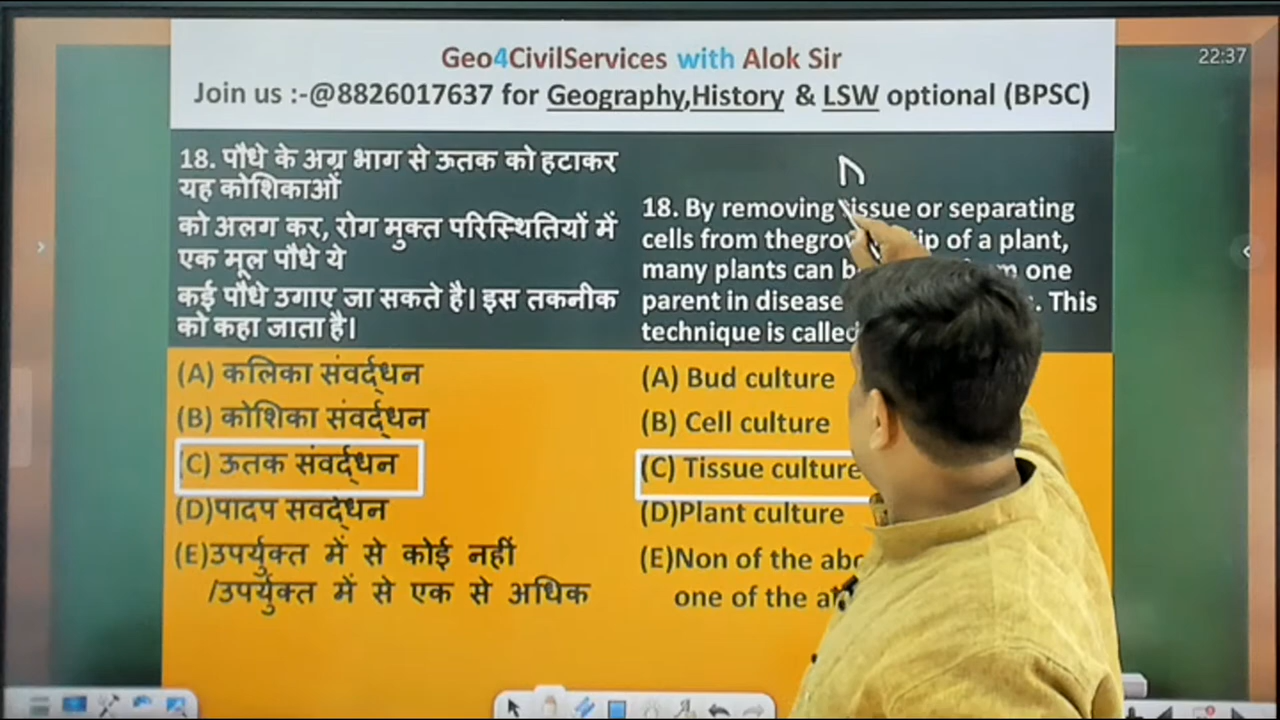 Geo4CivilServices with Alok Sir
Join us :-@8826017637 for Geography,History & LSW optional (BPSC)
22:37
18. पौधे के अग्र भाग से ऊतक को हटाकर
यह कोशिकाओं
को अलग कर, रोग मुक्त परिस्थितियों में
एक मूल पौधे ये
कई पौधे उगाए जा सकते है। इस तकनीक
को कहा जाता है।
(A) कलिका संवर्द्धन
(B) कोशिका संवर्द्धन
(C) ऊतक संवर्द्धन
(D)पादप संवर्द्धन
(E)उपर्युक्त में से कोई नहीं
/उपर्युक्त में से एक से अधिक
18. By removing tissue or separating
cells from of a plant,
many plants can one
parent in disease This
technique is called
(A) Bud culture
(B) Cell culture
(C) Tissue culture
(D)Plant culture
(E)Non of the
one of the